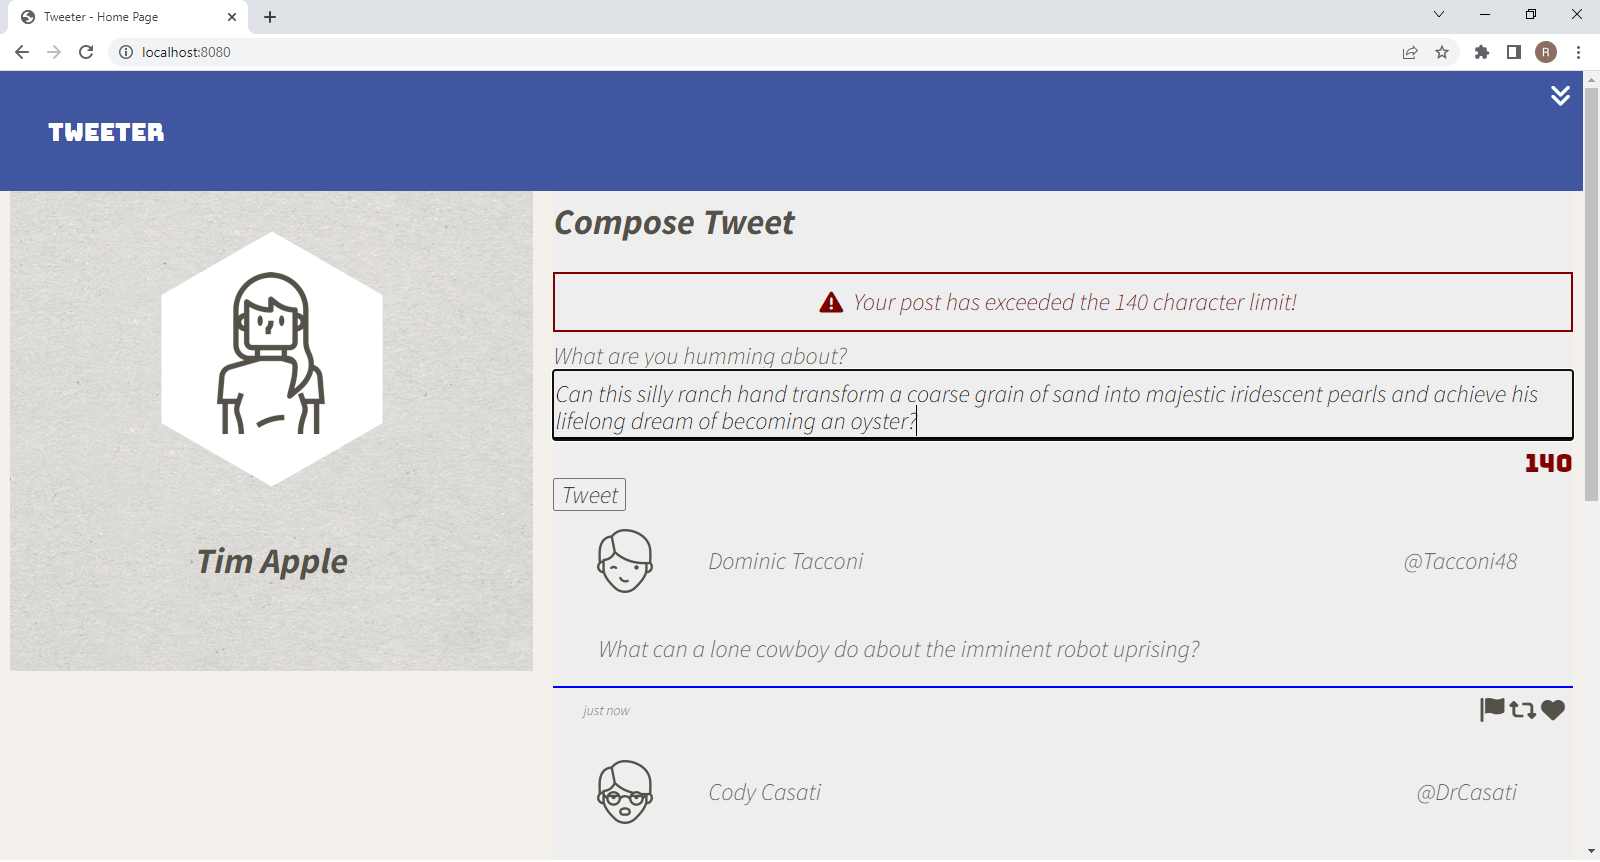 Tweeter - Home Page
localhost:8080
R
TWEETER
Compose Tweet
Your post has exceeded the 140 character limit!
What are you humming about?
Can this silly ranch hand transform a coarse grain of sand into majestic iridescent pearls and achieve his
lifelong dream of becoming an oyster?
140
Tweet
Tim Apple
Dominic Tacconi @Tacconi48
What can a lone cowboy do about the imminent robot uprising?
just now
Cody Casati @DrCasati